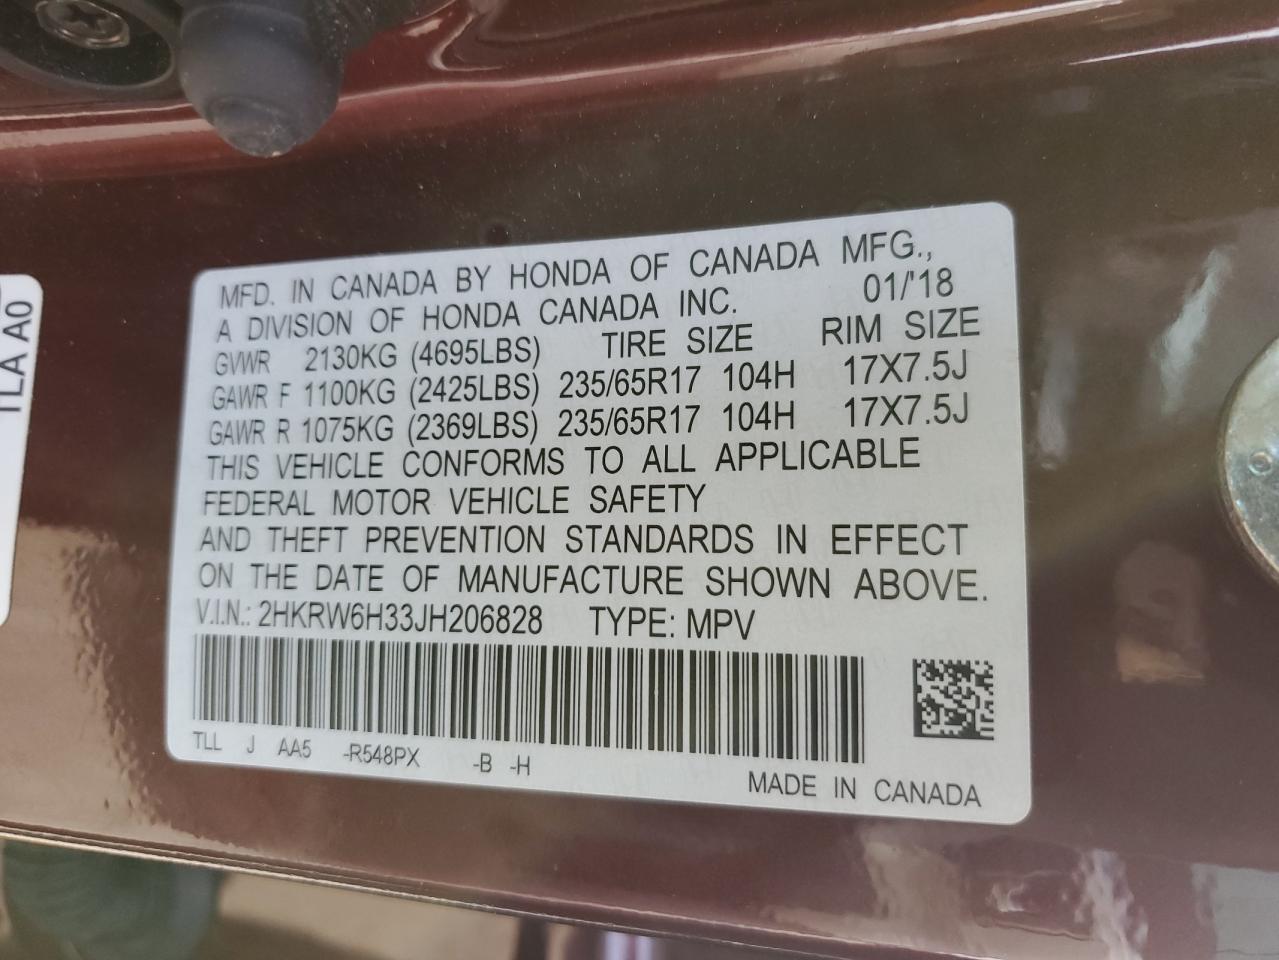 MFD. IN CANADA BY HONDA OF CANADA MFG.,
A DIVISION OF HONDA CANADA INC. 01/'18
GVWR 2130KG (4695LBS) TIRE SIZE RIM SIZE
GAWR F 1100KG (2425LBS) 235/65R17 104H 17X7.5J
GAWR R 1075KG (2369LBS) 235/65R17 104H 17X7.5J
THIS VEHICLE CONFORMS TO ALL APPLICABLE
FEDERAL MOTOR VEHICLE SAFETY
AND THEFT PREVENTION STANDARDS IN EFFECT
ON THE DATE OF MANUFACTURE SHOWN ABOVE.
V.I.N.: 2HKRW6H33JH206828 TYPE: MPV
TLL J AA5 -R548PX -B -H
MADE IN CANADA
TLA A0